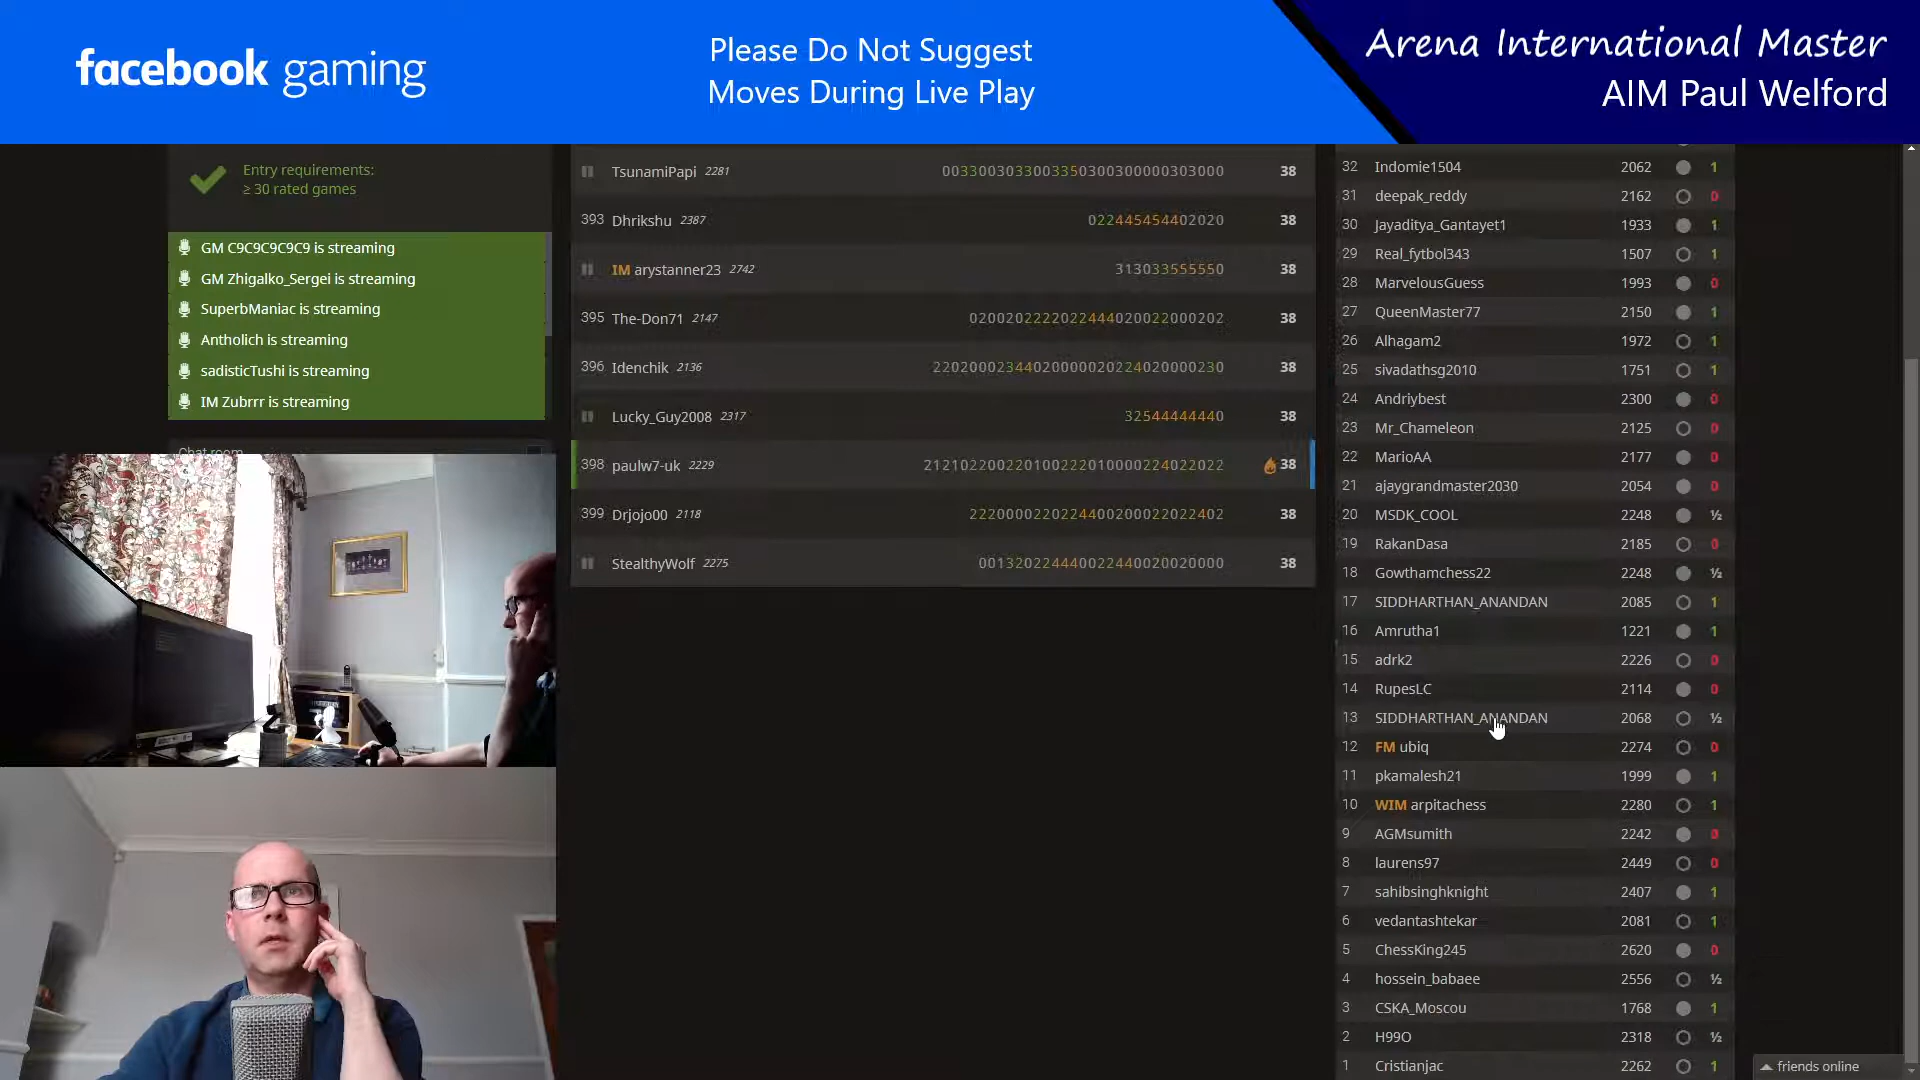 facebook gaming
Please Do Not Suggest
Moves During Live Play
Arena International Master
AIM Paul Welford
Entry requirements:
≥ 30 rated games
GM C9C9C9C9C9 is streaming
GM Zhigalko_Sergei is streaming
SuperbManiac is streaming
Antholich is streaming
sadisticTushi is streaming
IM Zubrrr is streaming
Chat room
TsunamiPapi 2281 0033003033003350300300000303000 38
393 Dhrikshu 2387 02244545440202​0 38
IM arystanner23 2742 313033555550 38
395 The-Don71 2147 0200202222022444020022000202 38
396 Idenchik 2136 22020002344020000020224020000230 38
Lucky_Guy2008 2317 32544444440 38
398 paulw7-uk 2229 212102200220100222010000224022022 38
399 Drjojo00 2118 2220000220224400200022022402 38
StealthyWolf 2275 001320224440022440020020000 38
32 Indomie1504 2062 1
31 deepak_reddy 2162 0
30 Jayaditya_Gantayet1 1933 1
29 Real_fytbol343 1507 1
28 MarvelousGuess 1993 0
27 QueenMaster77 2150 1
26 Alhagam2 1972 1
25 sivadathsg2010 1751 1
24 Andriybest 2300 0
23 Mr_Chameleon 2125 0
22 MarioAA 2177 0
21 ajaygrandmaster2030 2054 0
20 MSDK_COOL 2248 ½
19 RakanDasa 2185 0
18 Gowthamchess22 2248 ½
17 SIDDHARTHAN_ANANDAN 2085 1
16 Amrutha1 1221 1
15 adrk2 2226 0
14 RupesLC 2114 0
13 SIDDHARTHAN_ANANDAN 2068 ½
12 FM ubiq 2274 0
11 pkamalesh21 1999 1
10 WIM arpitachess 2280 1
9 AGMsumith 2242 0
8 laurens97 2449 0
7 sahibsinghknight 2407 1
6 vedantashtekar 2081 1
5 ChessKing245 2620 0
4 hossein_babaee 2556 ½
3 CSKA_Moscou 1768 1
2 H99O 2318 ½
1 Cristianjac 2262 1
friends online